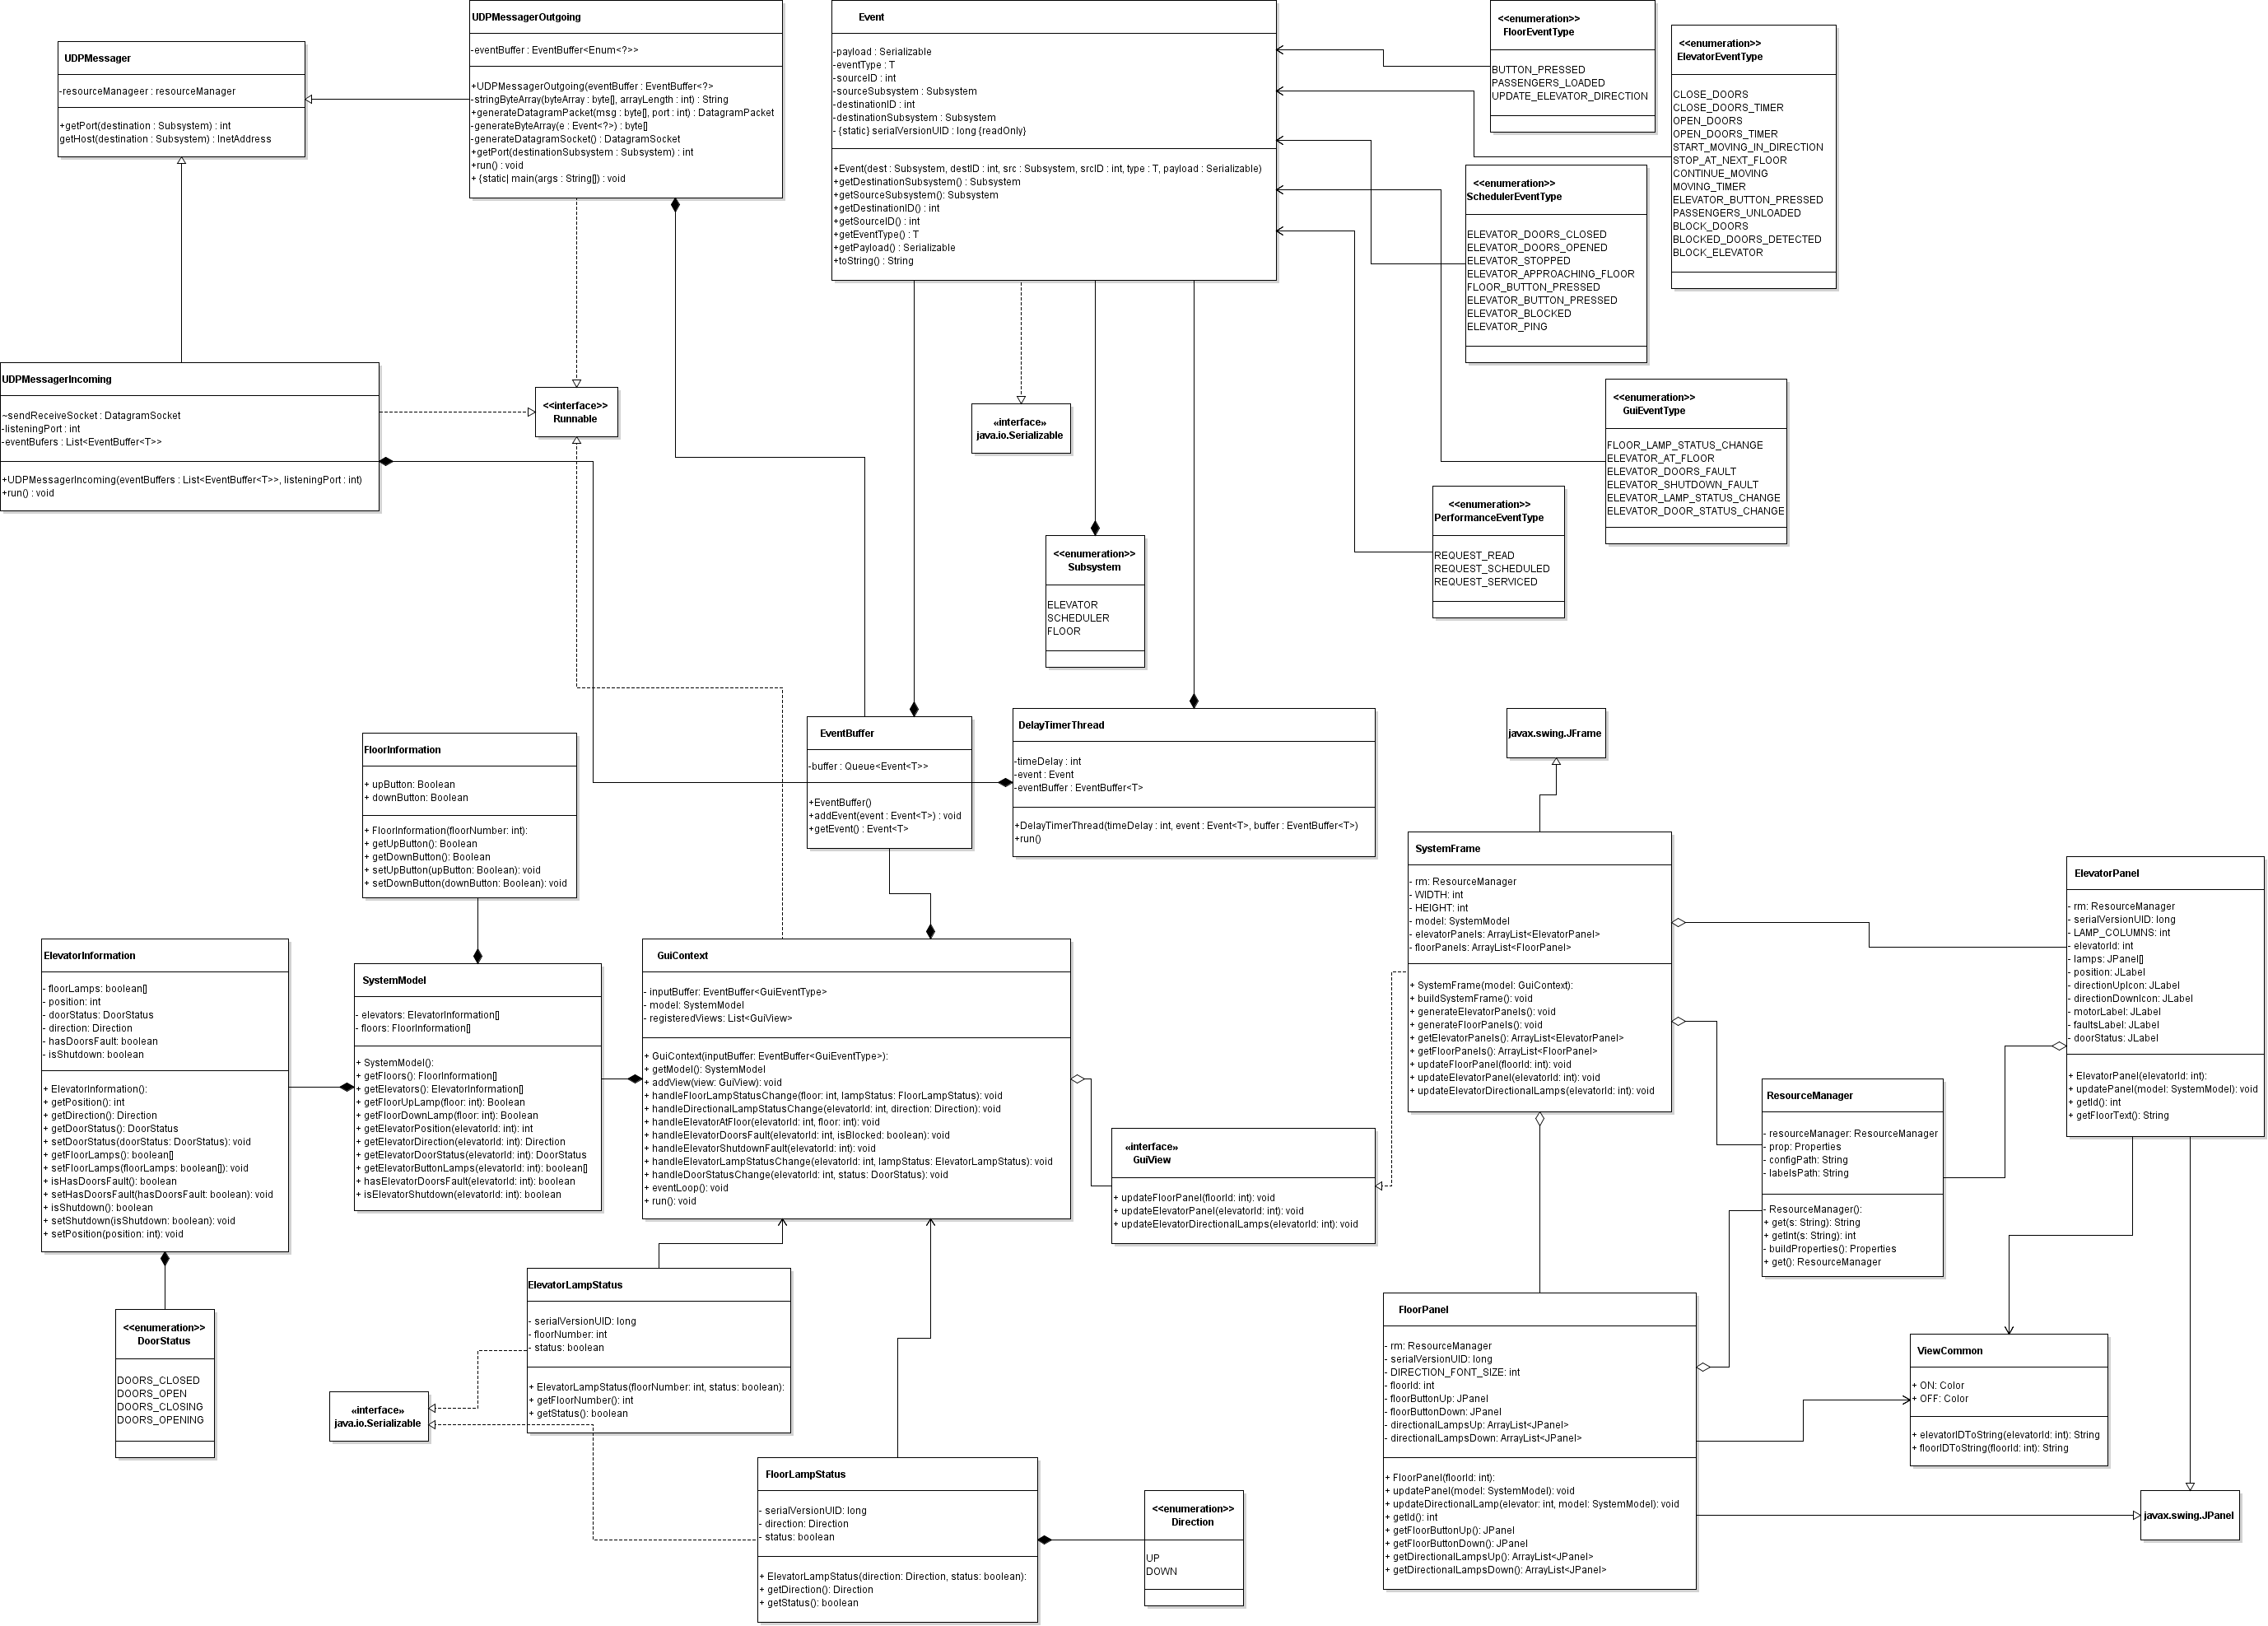 UDPMessager
-resourceManageer : resourceManager
+getPort(destination : Subsystem) : int
getHost(destination : Subsystem) : InetAddress
UDPMessagerOutgoing
-eventBuffer : EventBuffer<Enum<?>>
+UDPMessagerOutgoing(eventBuffer : EventBuffer<?>
-stringByteArray(byteArray : byte[], arrayLength : int) : String
+generateDatagramPacket(msg : byte[], port : int) : DatagramPacket
-generateByteArray(e : Event<?>) : byte[]
-generateDatagramSocket() : DatagramSocket
+getPort(destinationSubsystem : Subsystem) : int
+run() : void
+ {static| main(args : String[]) : void
Event
-payload : Serializable
-eventType : T
-sourceID : int
-sourceSubsystem : Subsystem
-destinationID : int
-destinationSubsystem : Subsystem
- {static} serialVersionUID : long {readOnly}
+Event(dest : Subsystem, destID : int, src : Subsystem, srcID : int, type : T, payload : Serializable)
+getDestinationSubsystem() : Subsystem
+getSourceSubsystem(): Subsystem
+getDestinationID() : int
+getSourceID() : int
+getEventType() : T
+getPayload() : Serializable
+toString() : String
<<enumeration>>
FloorEventType
BUTTON_PRESSED
PASSENGERS_LOADED
UPDATE_ELEVATOR_DIRECTION
<<enumeration>>
ElevatorEventType
CLOSE_DOORS
CLOSE_DOORS_TIMER
OPEN_DOORS
OPEN_DOORS_TIMER
START_MOVING_IN_DIRECTION
STOP_AT_NEXT_FLOOR
CONTINUE_MOVING
MOVING_TIMER
ELEVATOR_BUTTON_PRESSED
PASSENGERS_UNLOADED
BLOCK_DOORS
BLOCKED_DOORS_DETECTED
BLOCK_ELEVATOR
<<enumeration>>
SchedulerEventType
ELEVATOR_DOORS_CLOSED
ELEVATOR_DOORS_OPENED
ELEVATOR_STOPPED
ELEVATOR_APPROACHING_FLOOR
FLOOR_BUTTON_PRESSED
ELEVATOR_BUTTON_PRESSED
ELEVATOR_BLOCKED
ELEVATOR_PING
UDPMessagerIncoming
~sendReceiveSocket : DatagramSocket
-listeningPort : int
-eventBufers : List<EventBuffer<T>>
+UDPMessagerIncoming(eventBuffers : List<EventBuffer<T>>, listeningPort : int)
+run() : void
<<interface>>
Runnable
«interface»
java.io.Serializable
<<enumeration>>
GuiEventType
FLOOR_LAMP_STATUS_CHANGE
ELEVATOR_AT_FLOOR
ELEVATOR_DOORS_FAULT
ELEVATOR_SHUTDOWN_FAULT
ELEVATOR_LAMP_STATUS_CHANGE
ELEVATOR_DOOR_STATUS_CHANGE
<<enumeration>>
PerformanceEventType
REQUEST_READ
REQUEST_SCHEDULED
REQUEST_SERVICED
<<enumeration>>
Subsystem
ELEVATOR
SCHEDULER
FLOOR
FloorInformation
+ upButton: Boolean
+ downButton: Boolean
+ FloorInformation(floorNumber: int):
+ getUpButton(): Boolean
+ getDownButton(): Boolean
+ setUpButton(upButton: Boolean): void
+ setDownButton(downButton: Boolean): void
EventBuffer
-buffer : Queue<Event<T>>
+EventBuffer()
+addEvent(event : Event<T>) : void
+getEvent() : Event<T>
DelayTimerThread
-timeDelay : int
-event : Event
-eventBuffer : EventBuffer<T>
+DelayTimerThread(timeDelay : int, event : Event<T>, buffer : EventBuffer<T>)
+run()
javax.swing.JFrame
SystemFrame
- rm: ResourceManager
- WIDTH: int
- HEIGHT: int
- model: SystemModel
- elevatorPanels: ArrayList<ElevatorPanel>
- floorPanels: ArrayList<FloorPanel>
+ SystemFrame(model: GuiContext):
+ buildSystemFrame(): void
+ generateElevatorPanels(): void
+ generateFloorPanels(): void
+ getElevatorPanels(): ArrayList<ElevatorPanel>
+ getFloorPanels(): ArrayList<FloorPanel>
+ updateFloorPanel(floorId: int): void
+ updateElevatorPanel(elevatorId: int): void
+ updateElevatorDirectionalLamps(elevatorId: int): void
ElevatorPanel
- rm: ResourceManager
- serialVersionUID: long
- LAMP_COLUMNS: int
- elevatorId: int
- lamps: JPanel[]
- position: JLabel
- directionUpIcon: JLabel
- directionDownIcon: JLabel
- motorLabel: JLabel
- faultsLabel: JLabel
- doorStatus: JLabel
+ ElevatorPanel(elevatorId: int):
+ updatePanel(model: SystemModel): void
+ getId(): int
+ getFloorText(): String
ElevatorInformation
- floorLamps: boolean[]
- position: int
- doorStatus: DoorStatus
- direction: Direction
- hasDoorsFault: boolean
- isShutdown: boolean
+ ElevatorInformation():
+ getPosition(): int
+ getDirection(): Direction
+ getDoorStatus(): DoorStatus
+ setDoorStatus(doorStatus: DoorStatus): void
+ getFloorLamps(): boolean[]
+ setFloorLamps(floorLamps: boolean[]): void
+ isHasDoorsFault(): boolean
+ setHasDoorsFault(hasDoorsFault: boolean): void
+ isShutdown(): boolean
+ setShutdown(isShutdown: boolean): void
+ setPosition(position: int): void
SystemModel
- elevators: ElevatorInformation[]
- floors: FloorInformation[]
+ SystemModel():
+ getFloors(): FloorInformation[]
+ getElevators(): ElevatorInformation[]
+ getFloorUpLamp(floor: int): Boolean
+ getFloorDownLamp(floor: int): Boolean
+ getElevatorPosition(elevatorId: int): int
+ getElevatorDirection(elevatorId: int): Direction
+ getElevatorDoorStatus(elevatorId: int): DoorStatus
+ getElevatorButtonLamps(elevatorId: int): boolean[]
+ hasElevatorDoorsFault(elevatorId: int): boolean
+ isElevatorShutdown(elevatorId: int): boolean
GuiContext
- inputBuffer: EventBuffer<GuiEventType>
- model: SystemModel
- registeredViews: List<GuiView>
+ GuiContext(inputBuffer: EventBuffer<GuiEventType>):
+ getModel(): SystemModel
+ addView(view: GuiView): void
+ handleFloorLampStatusChange(floor: int, lampStatus: FloorLampStatus): void
+ handleDirectionalLampStatusChange(elevatorId: int, direction: Direction): void
+ handleElevatorAtFloor(elevatorId: int, floor: int): void
+ handleElevatorDoorsFault(elevatorId: int, isBlocked: boolean): void
+ handleElevatorShutdownFault(elevatorId: int): void
+ handleElevatorLampStatusChange(elevatorId: int, lampStatus: ElevatorLampStatus): void
+ handleDoorStatusChange(elevatorId: int, status: DoorStatus): void
+ eventLoop(): void
+ run(): void
«interface»
GuiView
+ updateFloorPanel(floorId: int): void
+ updateElevatorPanel(elevatorId: int): void
+ updateElevatorDirectionalLamps(elevatorId: int): void
ResourceManager
- resourceManager: ResourceManager
- prop: Properties
- configPath: String
- labelsPath: String
- ResourceManager():
+ get(s: String): String
+ getInt(s: String): int
- buildProperties(): Properties
+ get(): ResourceManager
<<enumeration>>
DoorStatus
DOORS_CLOSED
DOORS_OPEN
DOORS_CLOSING
DOORS_OPENING
ElevatorLampStatus
- serialVersionUID: long
- floorNumber: int
- status: boolean
+ ElevatorLampStatus(floorNumber: int, status: boolean):
+ getFloorNumber(): int
+ getStatus(): boolean
«interface»
java.io.Serializable
FloorLampStatus
- serialVersionUID: long
- direction: Direction
- status: boolean
+ ElevatorLampStatus(direction: Direction, status: boolean):
+ getDirection(): Direction
+ getStatus(): boolean
<<enumeration>>
Direction
UP
DOWN
FloorPanel
- rm: ResourceManager
- serialVersionUID: long
- DIRECTION_FONT_SIZE: int
- floorId: int
- floorButtonUp: JPanel
- floorButtonDown: JPanel
- directionalLampsUp: ArrayList<JPanel>
- directionalLampsDown: ArrayList<JPanel>
+ FloorPanel(floorId: int):
+ updatePanel(model: SystemModel): void
+ updateDirectionalLamp(elevator: int, model: SystemModel): void
+ getId(): int
+ getFloorButtonUp(): JPanel
+ getFloorButtonDown(): JPanel
+ getDirectionalLampsUp(): ArrayList<JPanel>
+ getDirectionalLampsDown(): ArrayList<JPanel>
ViewCommon
+ ON: Color
+ OFF: Color
+ elevatorIDToString(elevatorId: int): String
+ floorIDToString(floorId: int): String
javax.swing.JPanel